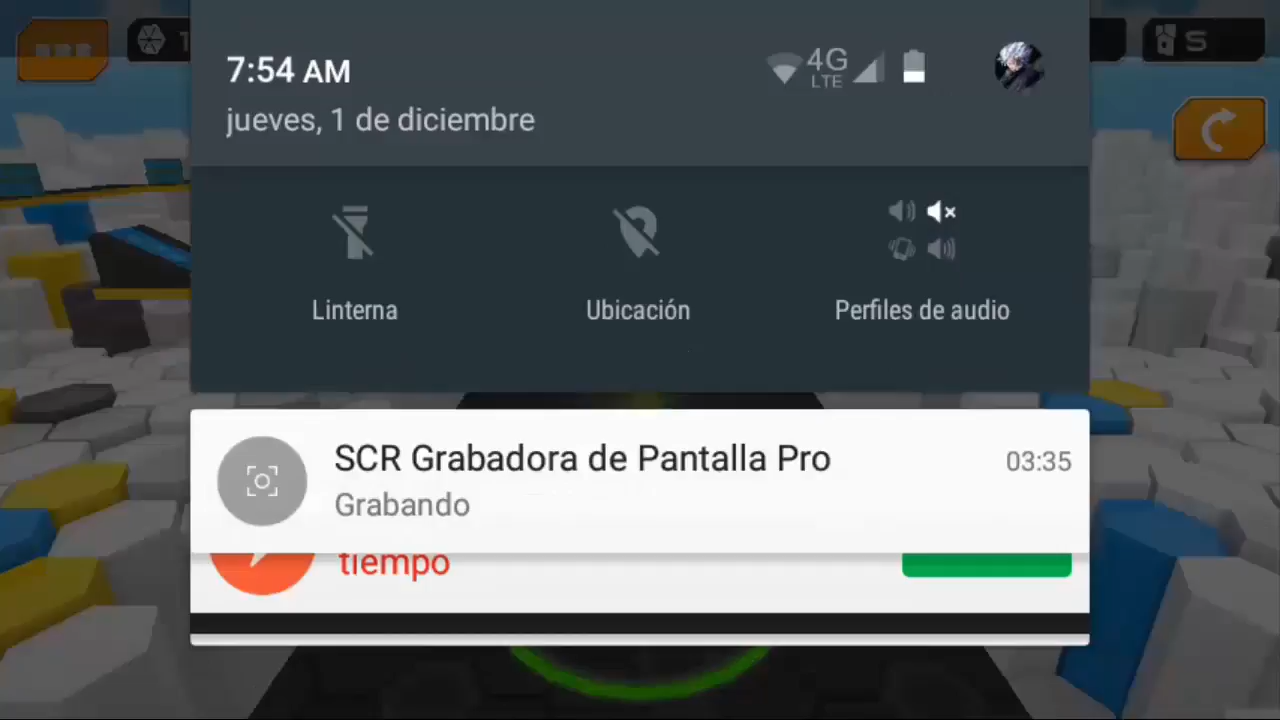 1
S
7:54 AM
4G
LTE
jueves, 1 de diciembre
Linterna
Ubicación
Perfiles de audio
SCR Grabadora de Pantalla Pro
03:35
Grabando
tiempo